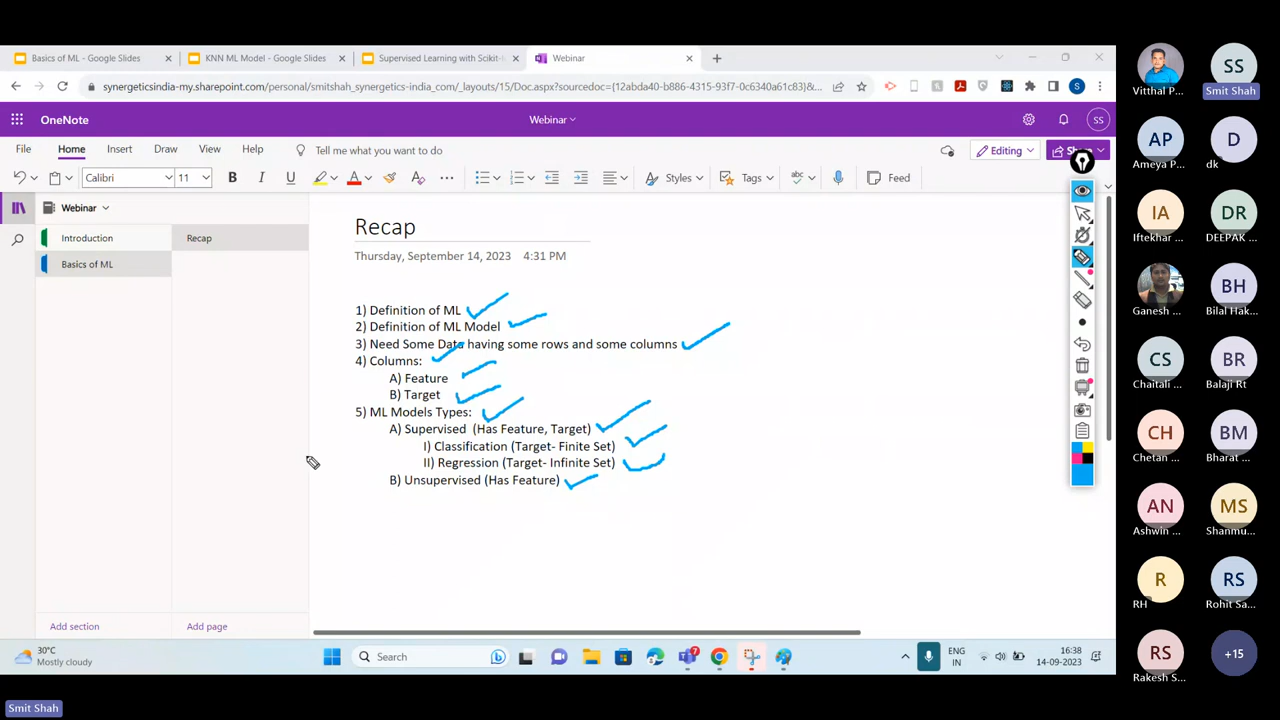 Basics of ML - Google Slides
KNN ML Model - Google Slides
Supervised Learning with Scikit-
Webinar
synergeticsindia-my.sharepoint.com/personal/smitshah_synergetics-india_com/_layouts/15/Doc.aspx?sourcedoc={12abda40-b886-4315-93f7-0c6340a61c83}&...
S
OneNote
Webinar
SS
File
Home
Insert
Draw
View
Help
Tell me what you want to do
Editing
Calibri
11
B
I
U
A
Styles
Tags
abc
Feed
Webinar
Introduction
Recap
Basics of ML
Recap
Thursday, September 14, 2023 4:31 PM
1) Definition of ML
2) Definition of ML Model
3) Need Some Data having some rows and some columns
4) Columns:
A) Feature
B) Target
5) ML Models Types:
A) Supervised (Has Feature, Target)
I) Classification (Target- Finite Set)
II) Regression (Target- Infinite Set)
B) Unsupervised (Has Feature)
Add section
Add page
30°C
Mostly cloudy
Search
7
ENG
IN
16:38
14-09-2023
Vitthal P...
SS
Smit Shah
AP
Ameya P...
D
dk
IA
Iftekhar ...
DR
DEEPAK ...
Ganesh ...
BH
Bilal Hak...
CS
Chaitali ...
BR
Balaji Rt
CH
Chetan ...
BM
Bharat ...
AN
Ashwin ...
MS
Shanmu...
R
RH
RS
Rohit Sa...
RS
Rakesh S...
+15
Smit Shah